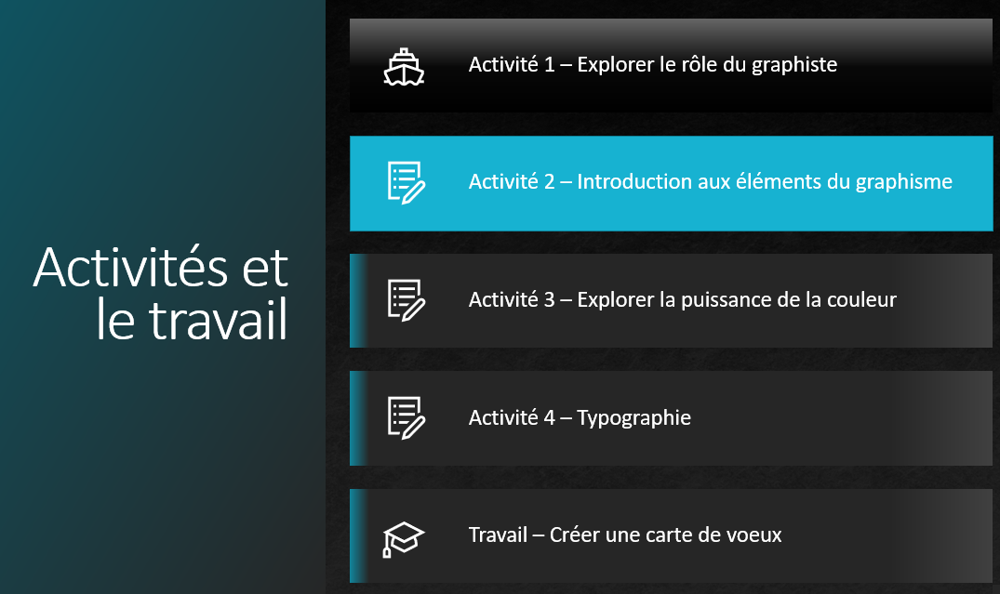 Activités et
le travail
Activité 1 – Explorer le rôle du graphiste
Activité 2 – Introduction aux éléments du graphisme
Activité 3 – Explorer la puissance de la couleur
Activité 4 – Typographie
Travail – Créer une carte de voeux